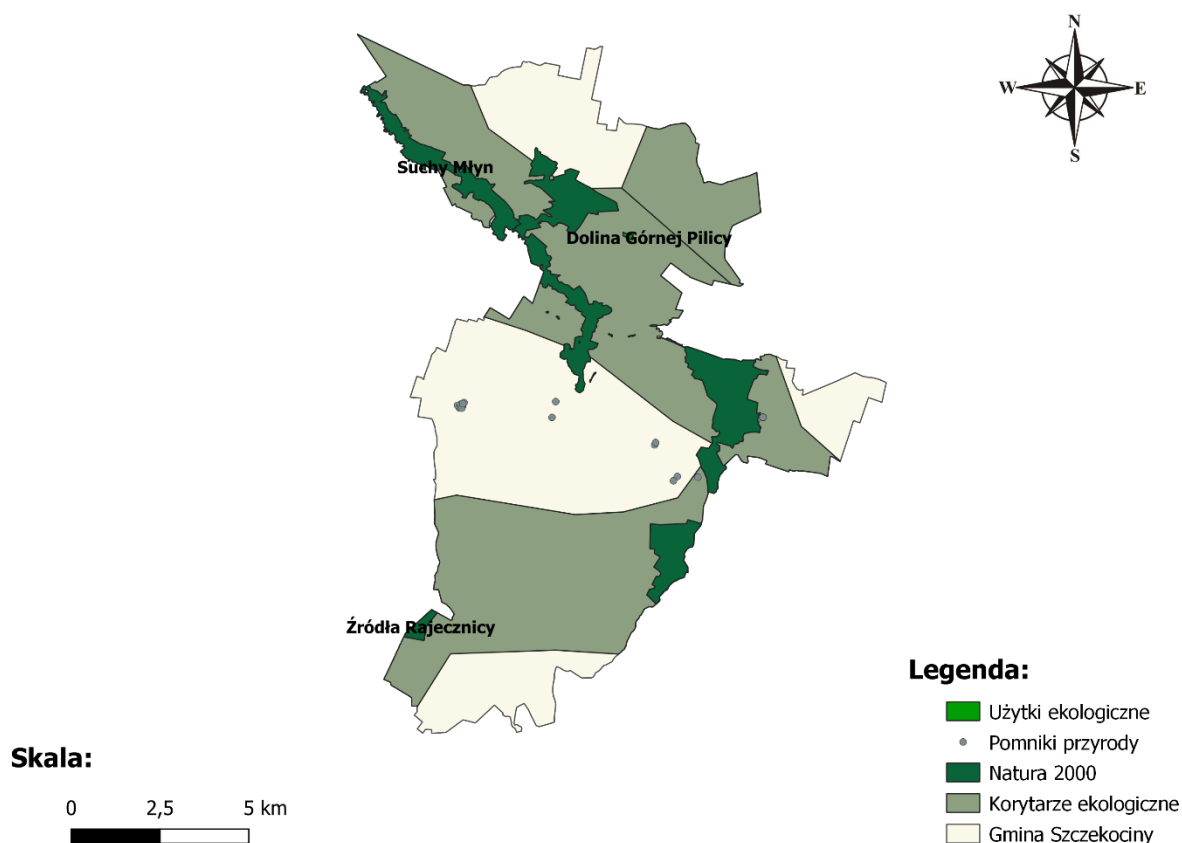 N
W E
S
Suchy Młyn
Dolina Górnej Pilicy
Źródła Rajecznicy
Legenda:
Użytki ekologiczne
Pomniki przyrody
Natura 2000
Korytarze ekologiczne
Gmina Szczekociny
Skala:
0 2,5 5 km